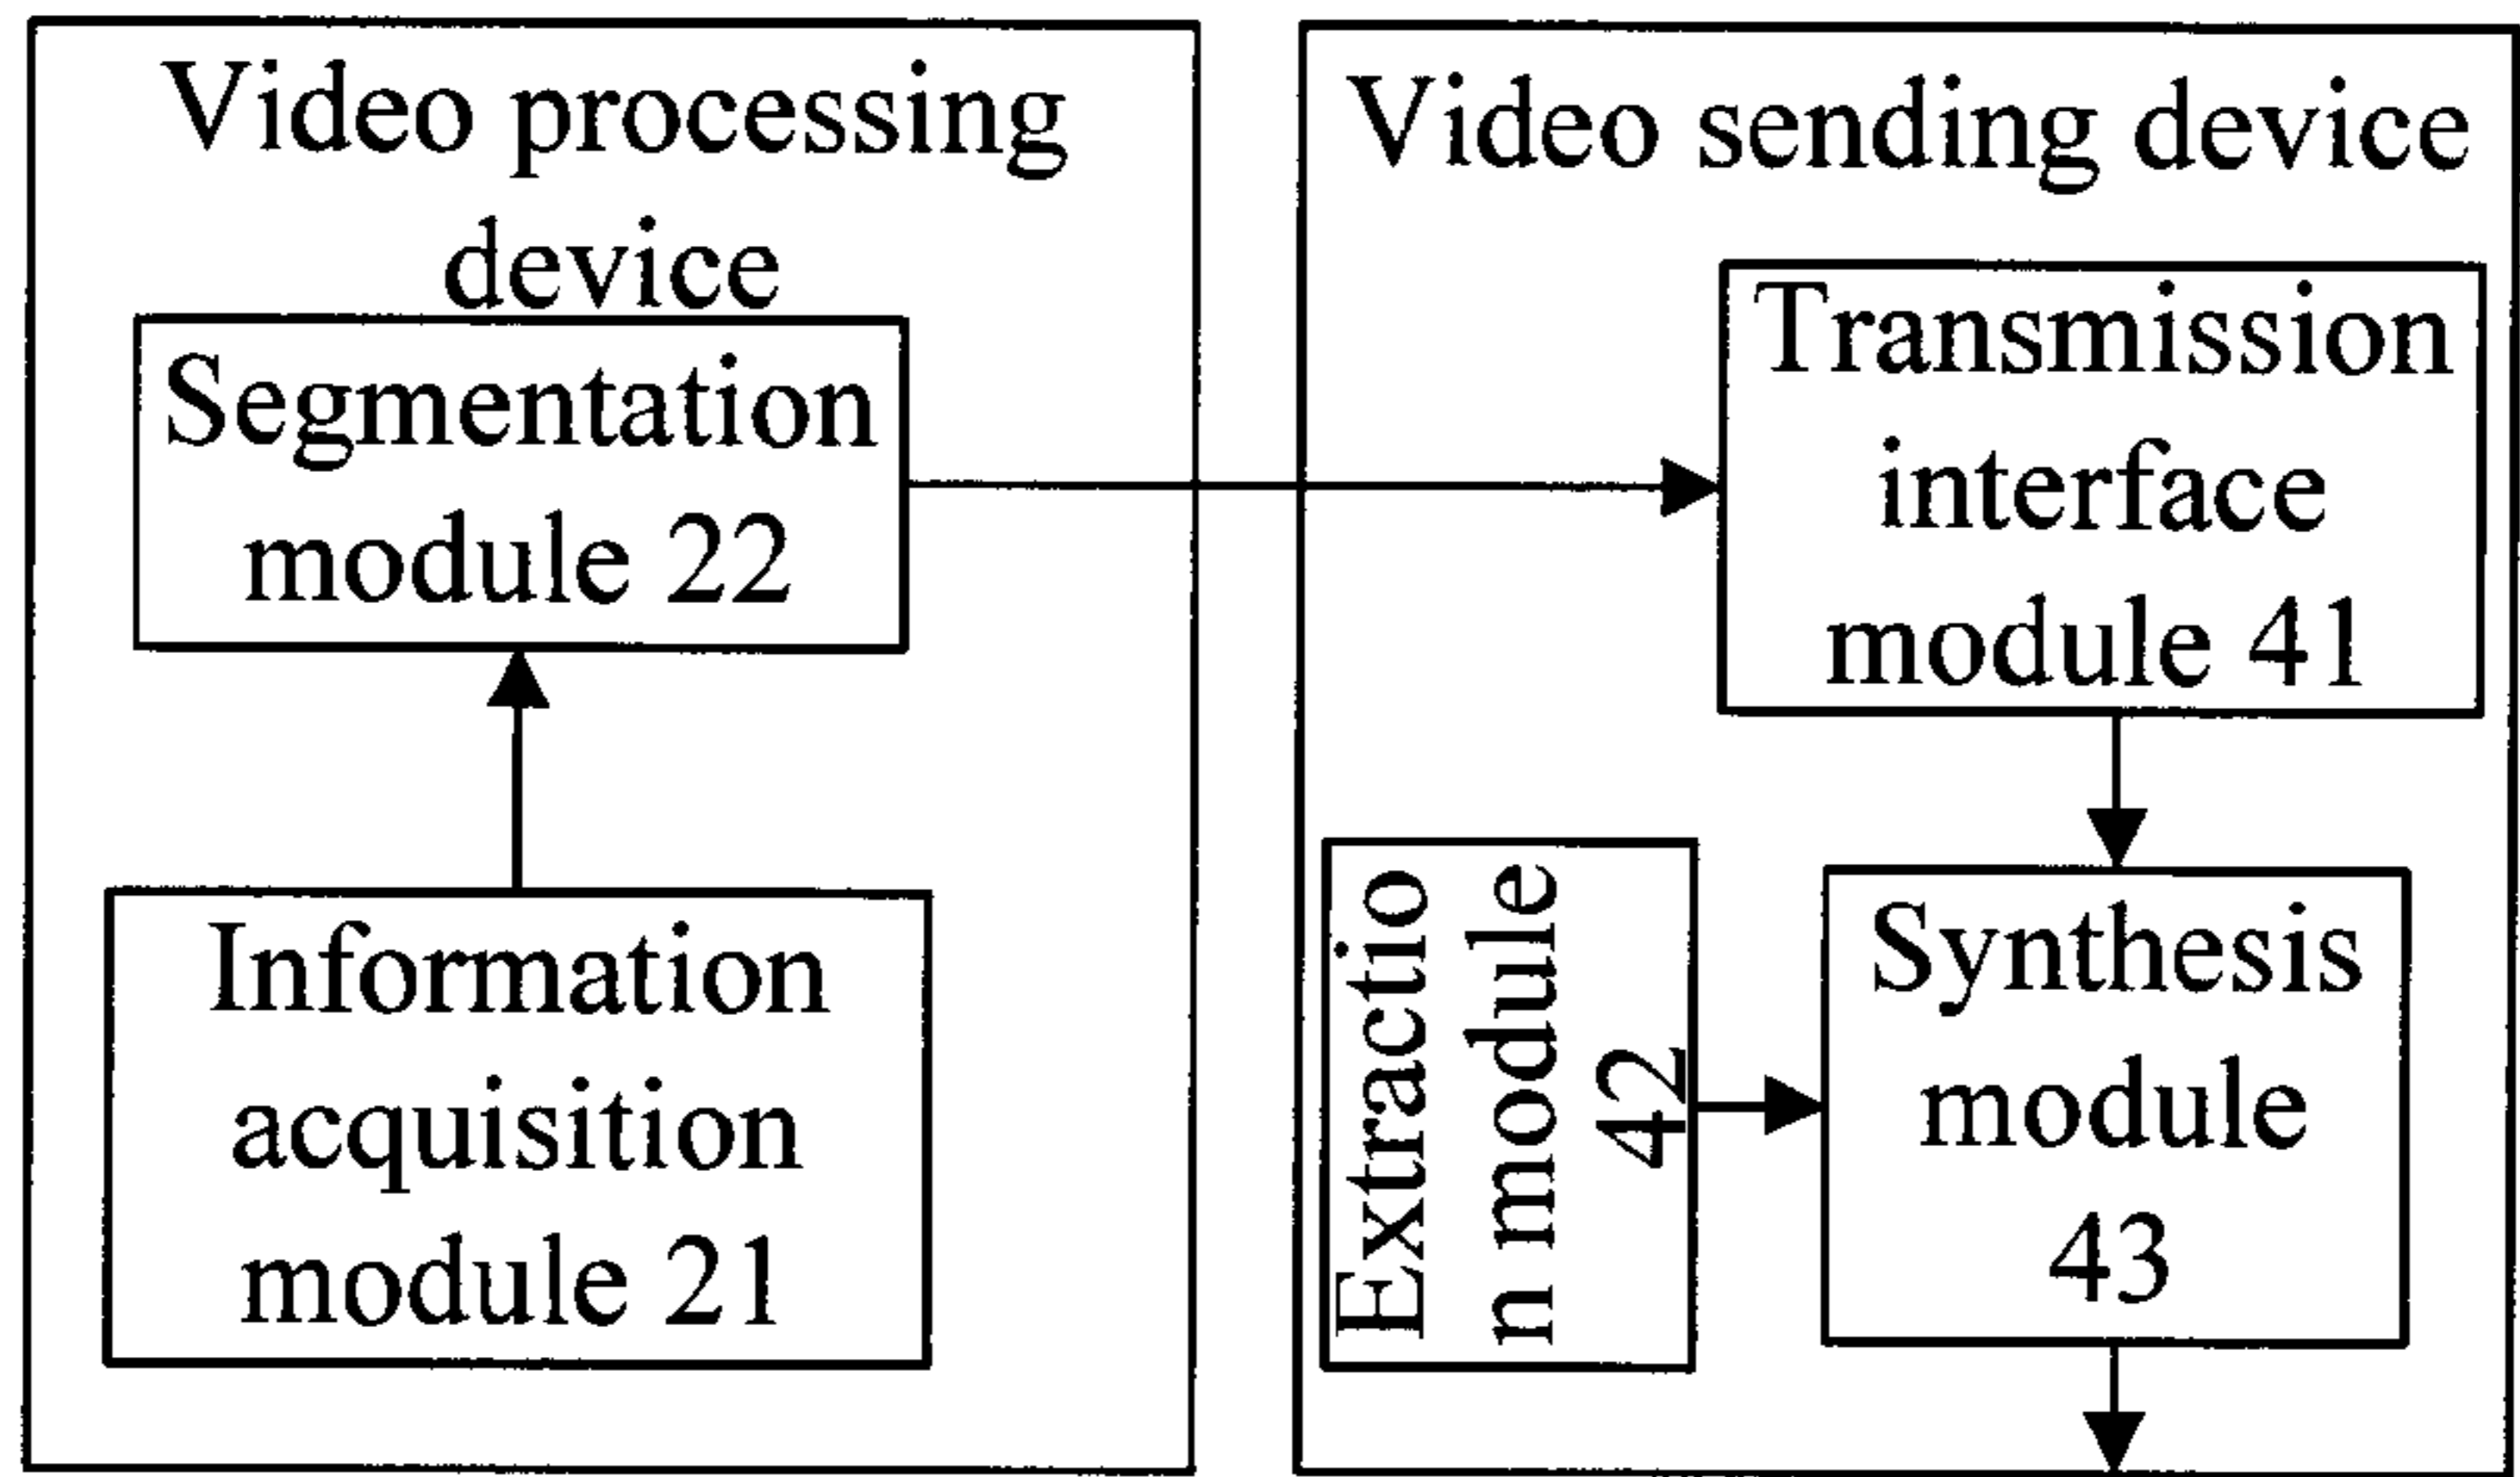 Video processing
device
Segmentation
module 22
Information
acquisition
module 21
Video sending device
Transmission
interface
module 41
Extractio
n module
42
Synthesis
module
43